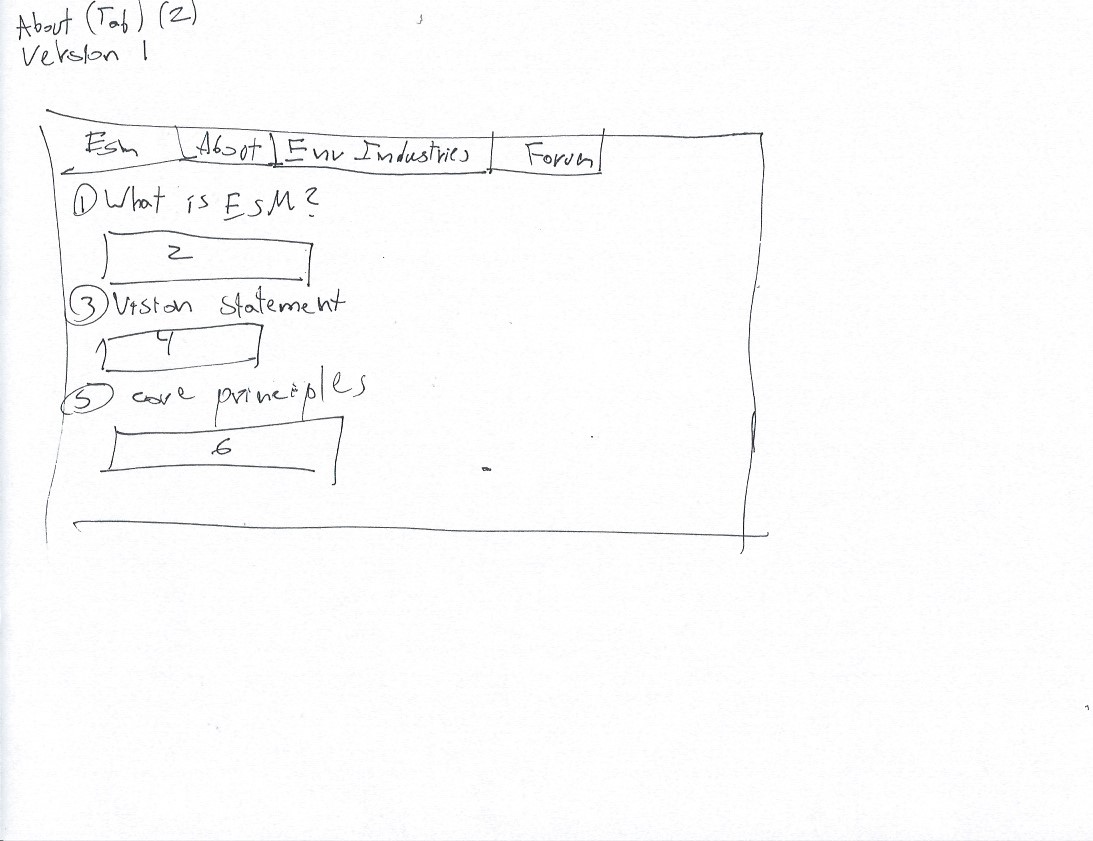 About (Tab) (2)
Version 1
Esm About Env Industries Forum
1 What is EsM?
2
3 Vision statement
4
5 core principles
6